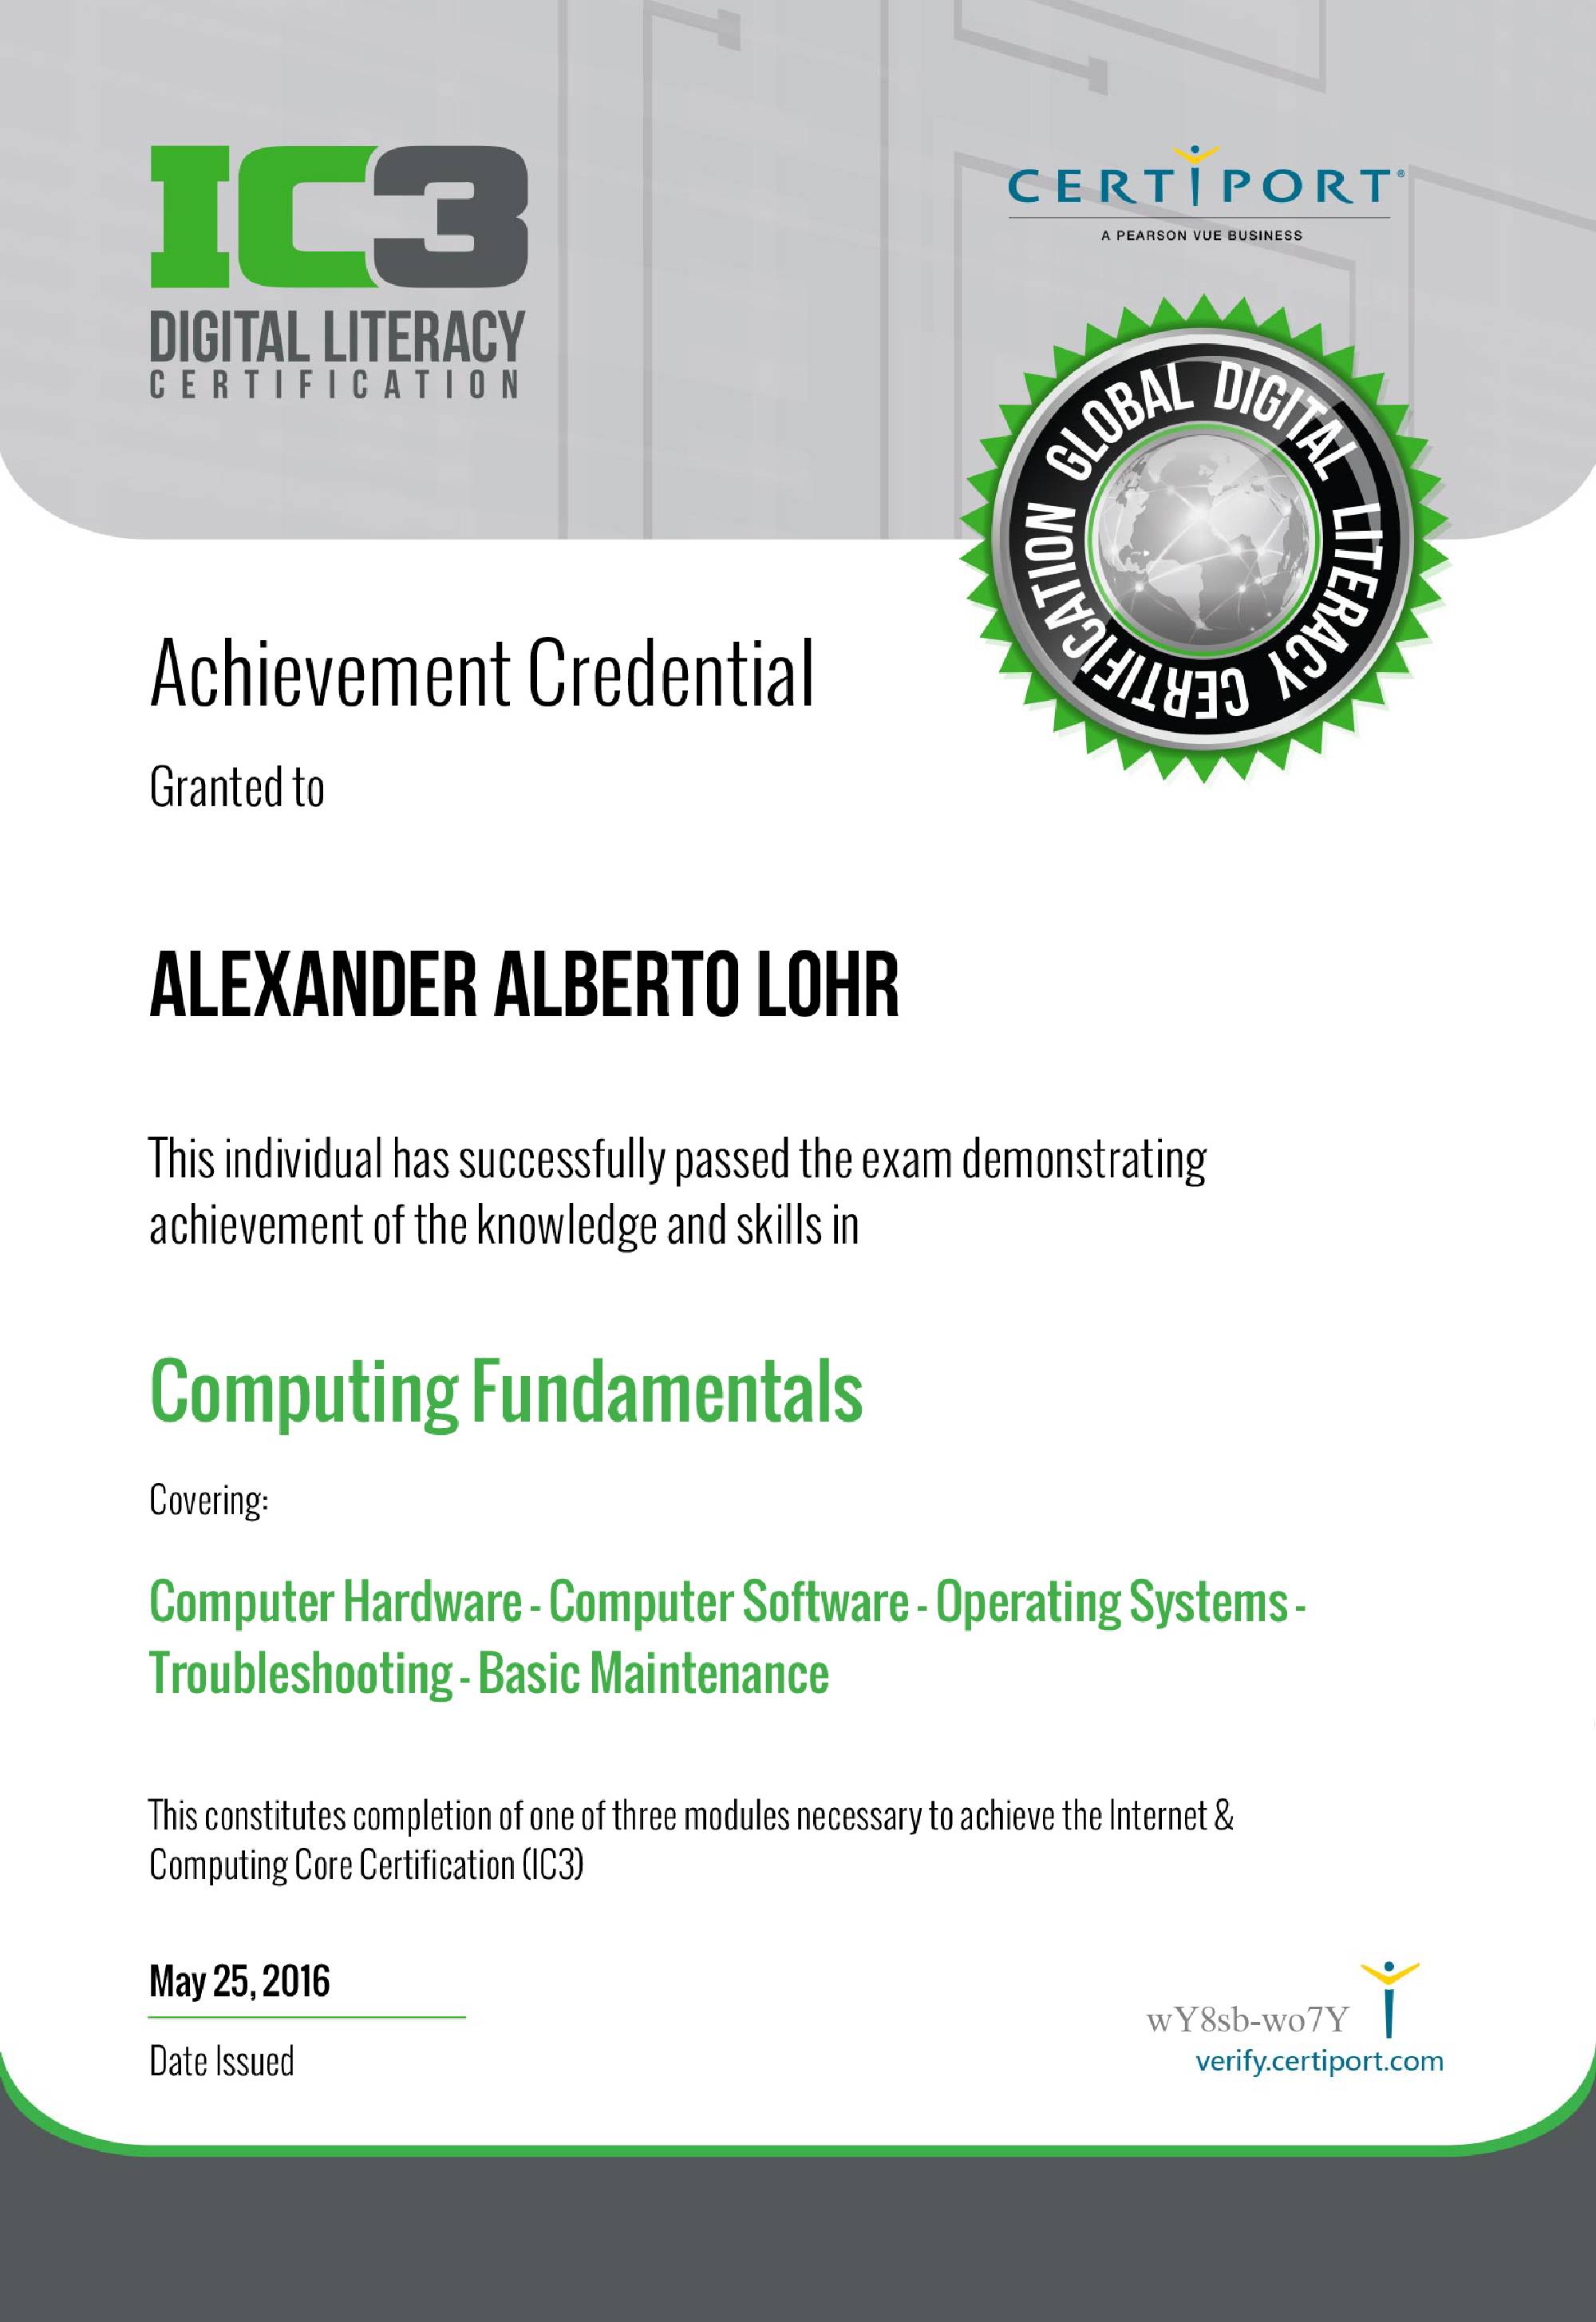 IC3
DIGITAL LITERACY
CERTIFICATION
CERTIPORT®
A PEARSON VUE BUSINESS
GLOBAL DIGITAL LITERACY CERTIFICATION
Achievement Credential
Granted to
ALEXANDER ALBERTO LOHR
This individual has successfully passed the exam demonstrating
achievement of the knowledge and skills in
Computing Fundamentals
Covering:
Computer Hardware - Computer Software - Operating Systems -
Troubleshooting - Basic Maintenance
This constitutes completion of one of three modules necessary to achieve the Internet &
Computing Core Certification (IC3)
May 25, 2016
Date Issued
wY8sb-wo7Y
verify.certiport.com